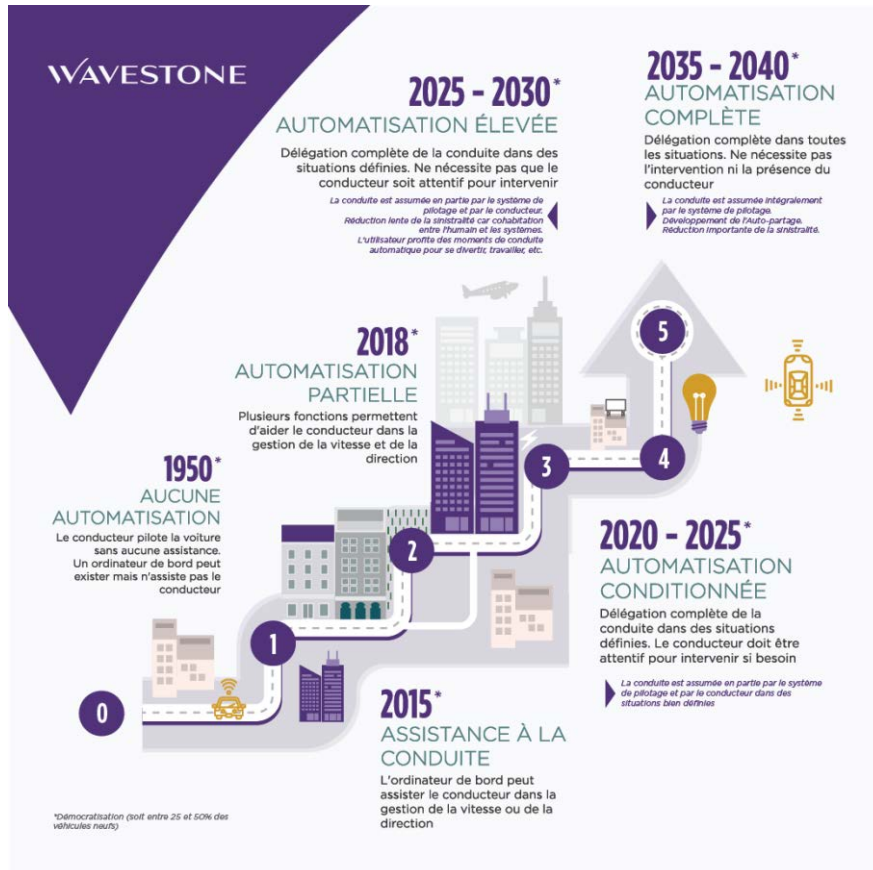 WAVESTONE
2025 – 2030*
AUTOMATISATION ÉLEVÉE
Délégation complète de la conduite dans des
situations définies. Ne nécessite pas que le
conducteur soit attentif pour intervenir
La conduite est assumée en partie par le système de
pilotage et par le conducteur.
Réduction lente de la sinistralité car cohabitation
entre l'humain et les systèmes.
L'utilisateur profite des moments de conduite
automatique pour se divertir, travailler, etc.
2035 – 2040*
AUTOMATISATION
COMPLÈTE
Délégation complète dans toutes
les situations. Ne nécessite pas
l'intervention ni la présence du
conducteur
La conduite est assumée intégralement
par le système de pilotage.
Développement de l'Auto-partage.
Réduction importante de la sinistralité.
2018*
AUTOMATISATION
PARTIELLE
Plusieurs fonctions permettent
d'aider le conducteur dans la
gestion de la vitesse et de la
direction
5
3
4
1950*
AUCUNE
AUTOMATISATION
Le conducteur pilote la voiture
sans aucune assistance.
Un ordinateur de bord peut
exister mais n'assiste pas le
conducteur
2
2020 – 2025*
AUTOMATISATION
CONDITIONNÉE
Délégation complète de la
conduite dans des situations
définies. Le conducteur doit être
attentif pour intervenir si besoin
La conduite est assumée en partie par le système
de pilotage et par le conducteur dans des
situations bien définies
1
0
2015*
ASSISTANCE À LA
CONDUITE
L'ordinateur de bord peut
assister le conducteur dans la
gestion de la vitesse ou de la
direction
*Démocratisation (soit entre 25 et 50% des
véhicules neufs)